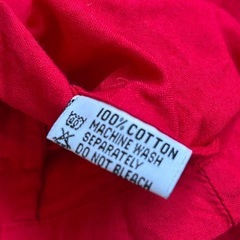 100% COTTON
MACHINE WASH
SEPARATELY
DO NOT BLEACH